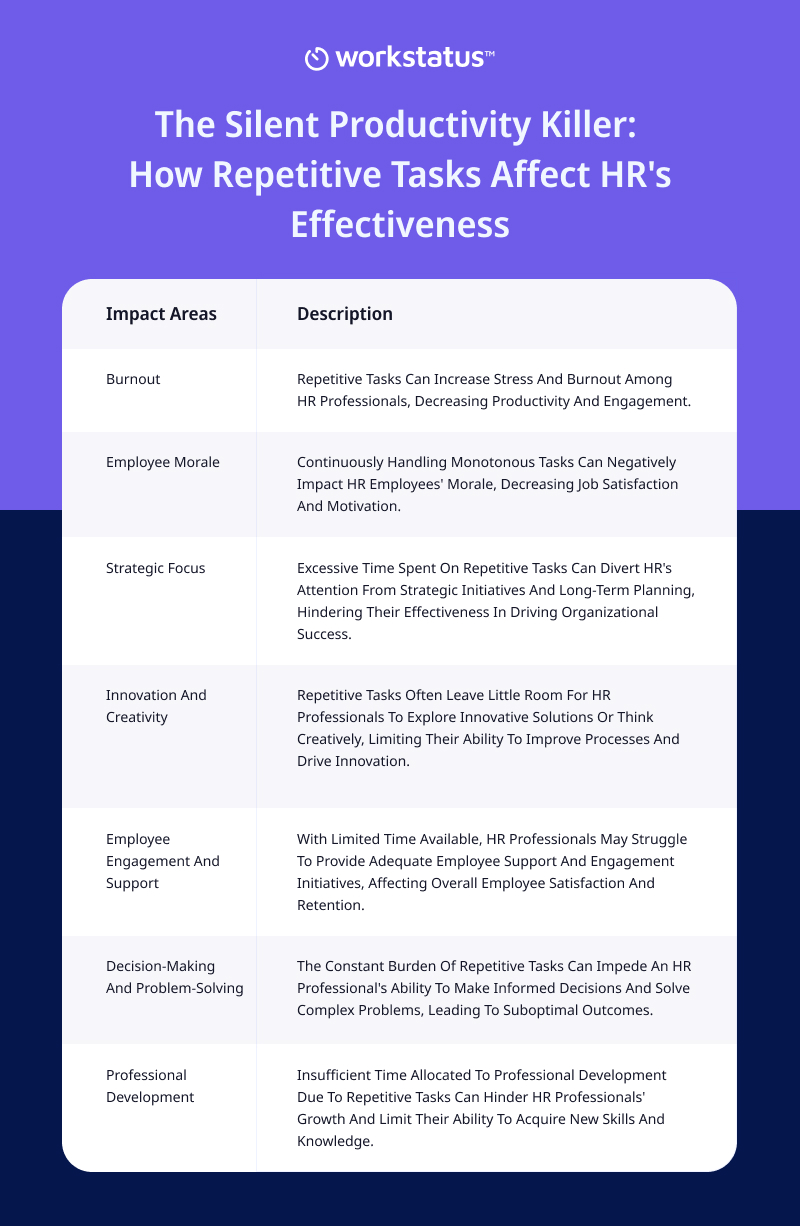 workstatus™
The Silent Productivity Killer:
How Repetitive Tasks Affect HR's
Effectiveness
Impact Areas
Description
Burnout
Repetitive Tasks Can Increase Stress And Burnout Among
HR Professionals, Decreasing Productivity And Engagement.
Employee Morale
Continuously Handling Monotonous Tasks Can Negatively
Impact HR Employees' Morale, Decreasing Job Satisfaction
And Motivation.
Strategic Focus
Excessive Time Spent On Repetitive Tasks Can Divert HR's
Attention From Strategic Initiatives And Long-Term Planning,
Hindering Their Effectiveness In Driving Organizational
Success.
Innovation And
Creativity
Repetitive Tasks Often Leave Little Room For HR
Professionals To Explore Innovative Solutions Or Think
Creatively, Limiting Their Ability To Improve Processes And
Drive Innovation.
Employee
Engagement And
Support
With Limited Time Available, HR Professionals May Struggle
To Provide Adequate Employee Support And Engagement
Initiatives, Affecting Overall Employee Satisfaction And
Retention.
Decision-Making
And Problem-Solving
The Constant Burden Of Repetitive Tasks Can Impede An HR
Professional's Ability To Make Informed Decisions And Solve
Complex Problems, Leading To Suboptimal Outcomes.
Professional
Development
Insufficient Time Allocated To Professional Development
Due To Repetitive Tasks Can Hinder HR Professionals'
Growth And Limit Their Ability To Acquire New Skills And
Knowledge.